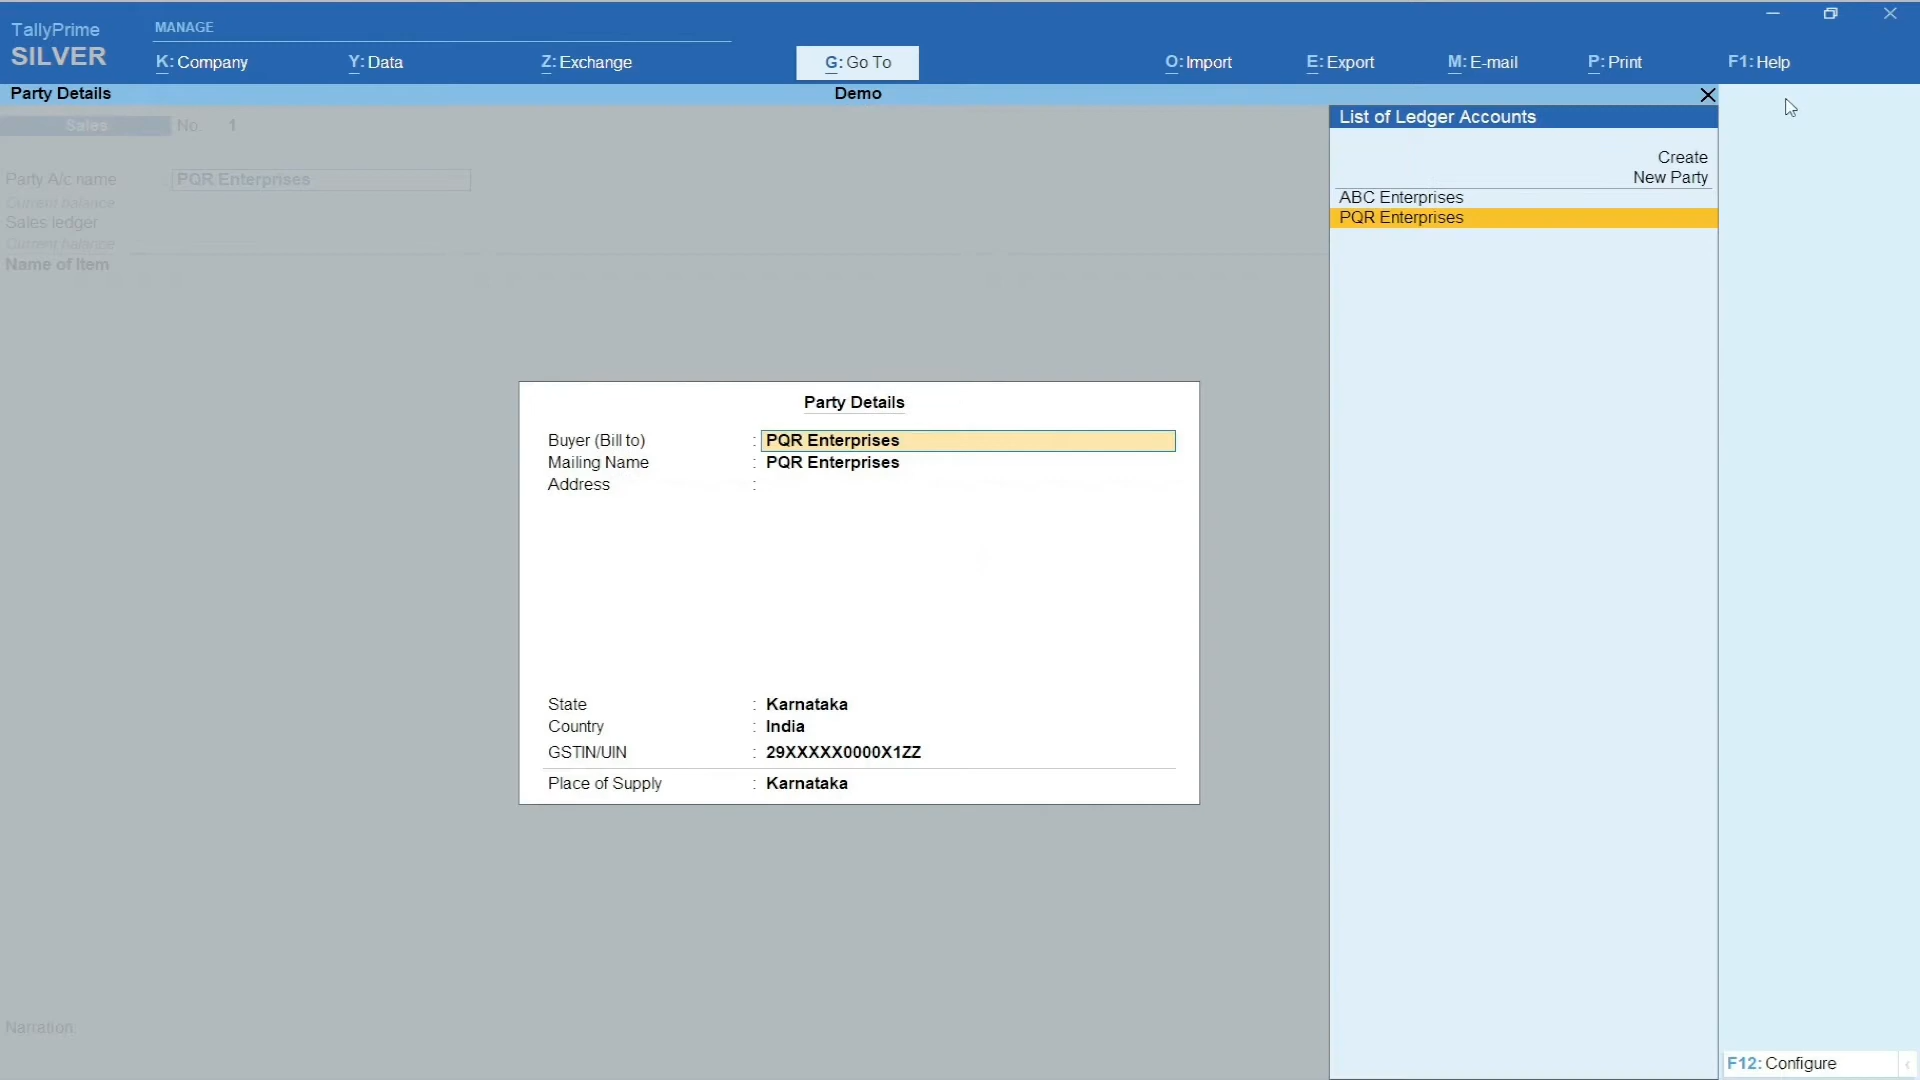 TallyPrime
SILVER
MANAGE
K: Company
Y: Data
Z: Exchange
G: Go To
O: Import
E: Export
M: E-mail
P: Print
F1: Help
Party Details
Demo
Sales No. 1
Party A/c name PQR Enterprises
Current balance
Sales ledger
Current balance
Name of Item
List of Ledger Accounts
Create
New Party
ABC Enterprises
PQR Enterprises
Party Details
Buyer (Bill to) : PQR Enterprises
Mailing Name : PQR Enterprises
Address :
State : Karnataka
Country : India
GSTIN/UIN : 29XXXXX0000X1ZZ
Place of Supply : Karnataka
Narration
F12: Configure